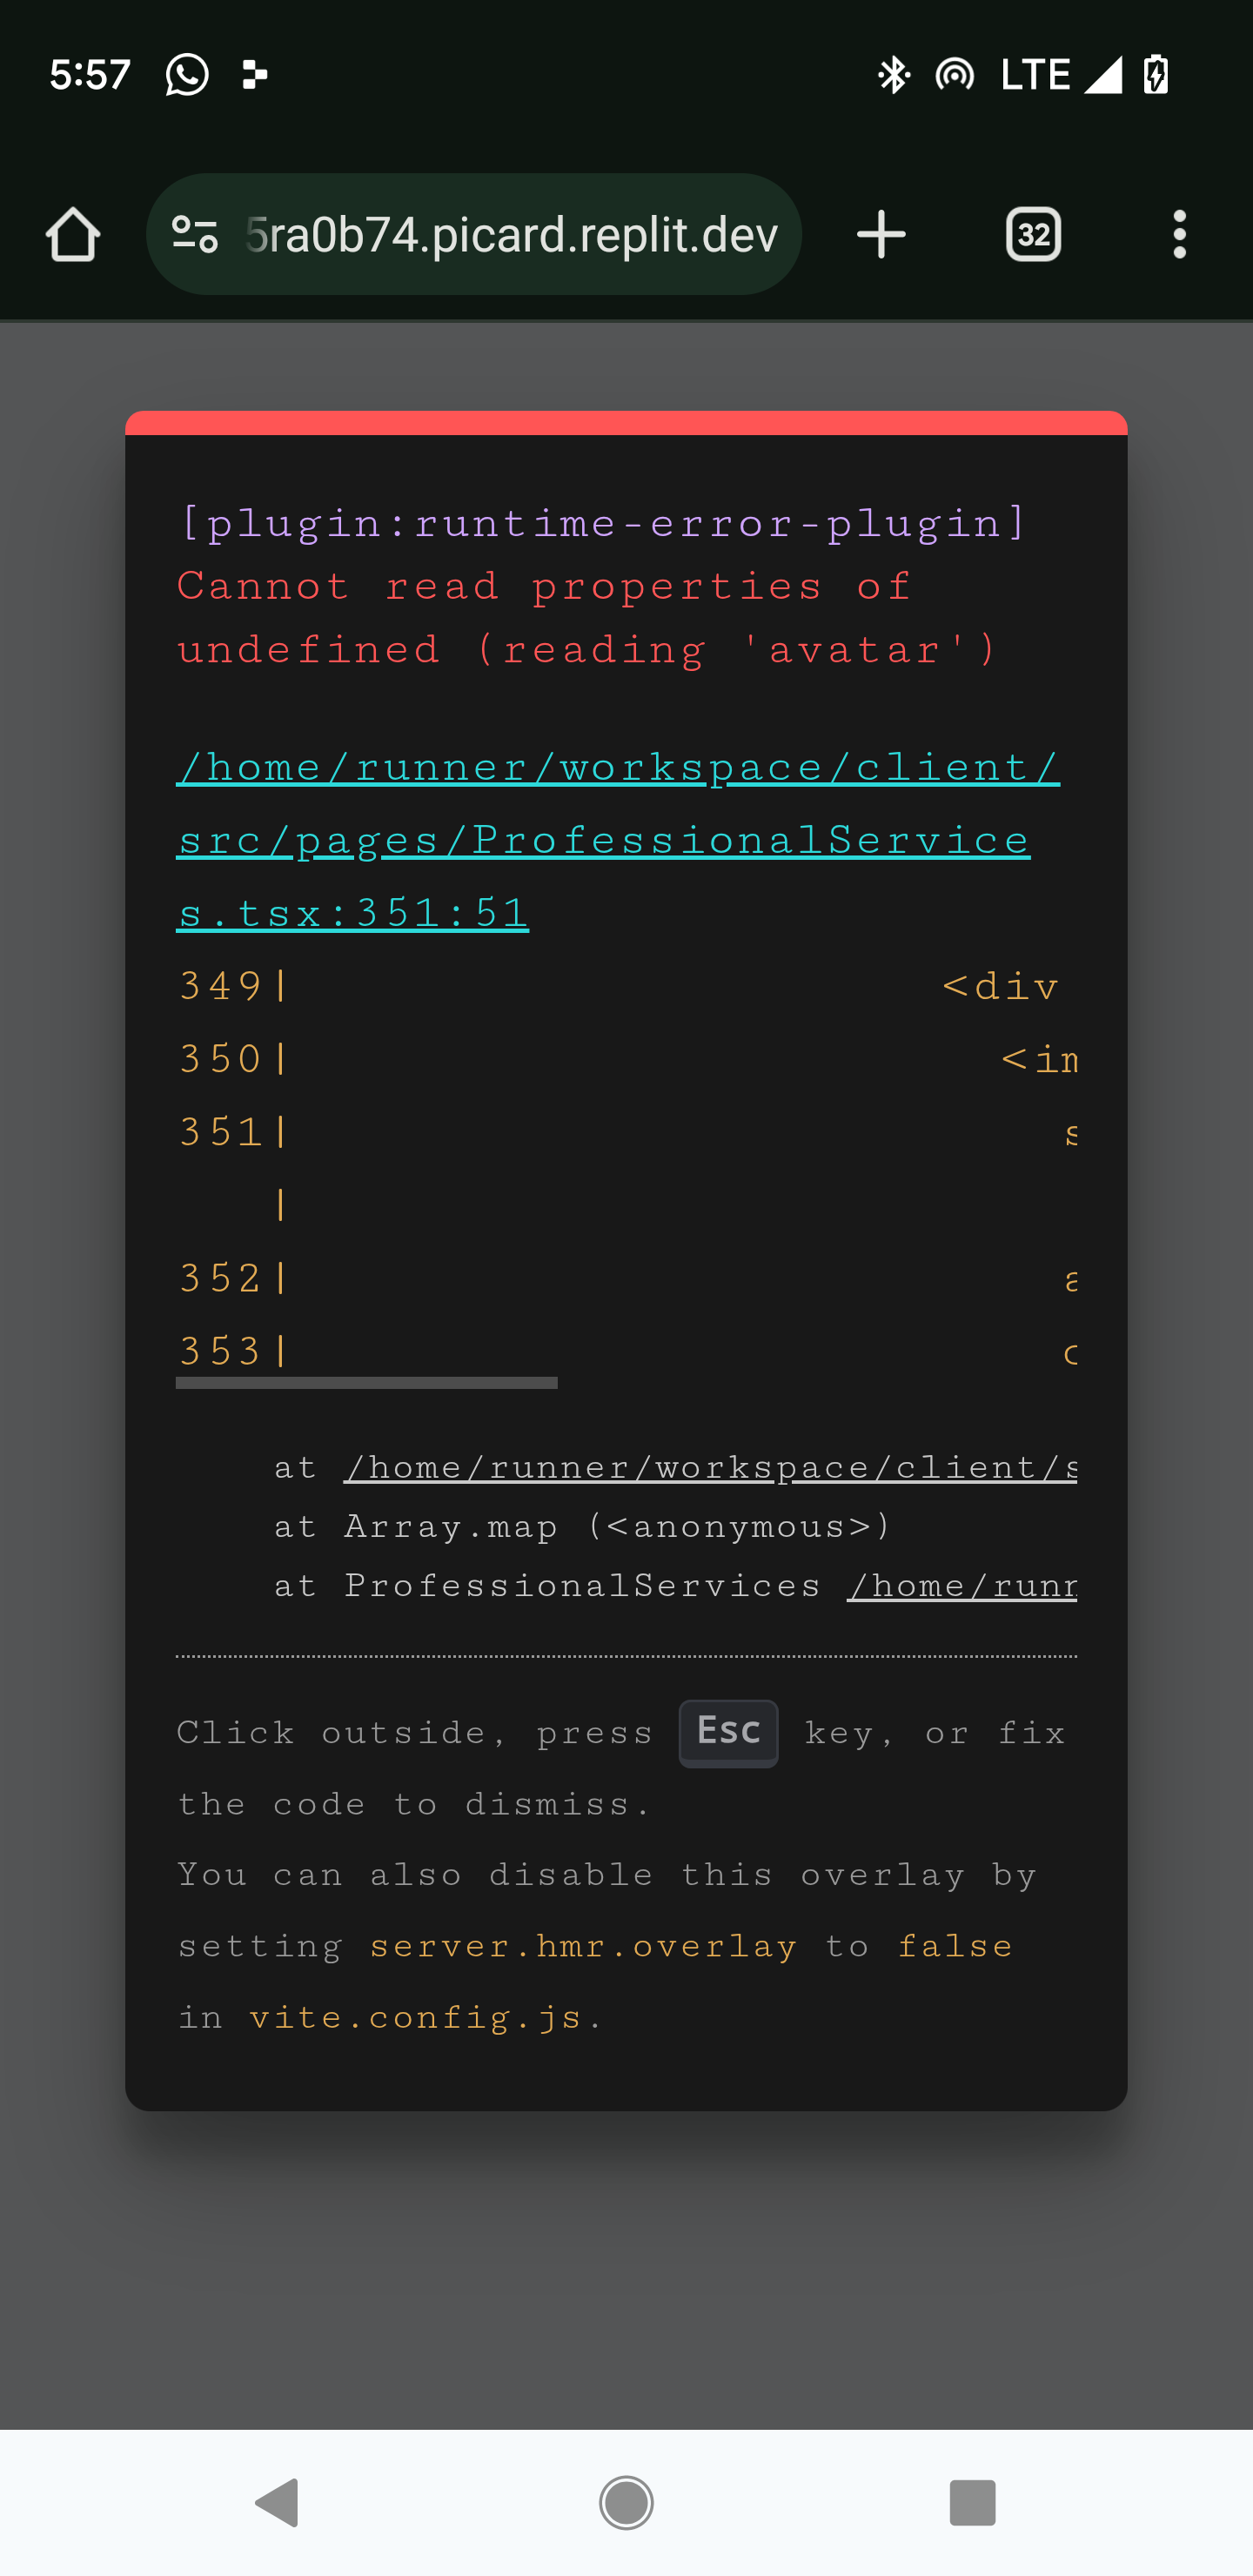 5:57 LTE
5ra0b74.picard.replit.dev 32
[plugin:runtime-error-plugin]
Cannot read properties of
undefined (reading 'avatar')
/home/runner/workspace/client/
src/pages/ProfessionalService
s.tsx:351:51
349| <div
350| <im
351| s
|
352| a
353| c
at /home/runner/workspace/client/s
at Array.map (<anonymous>)
at ProfessionalServices /home/runn
Click outside, press Esc key, or fix
the code to dismiss.
You can also disable this overlay by
setting server.hmr.overlay to false
in vite.config.js.